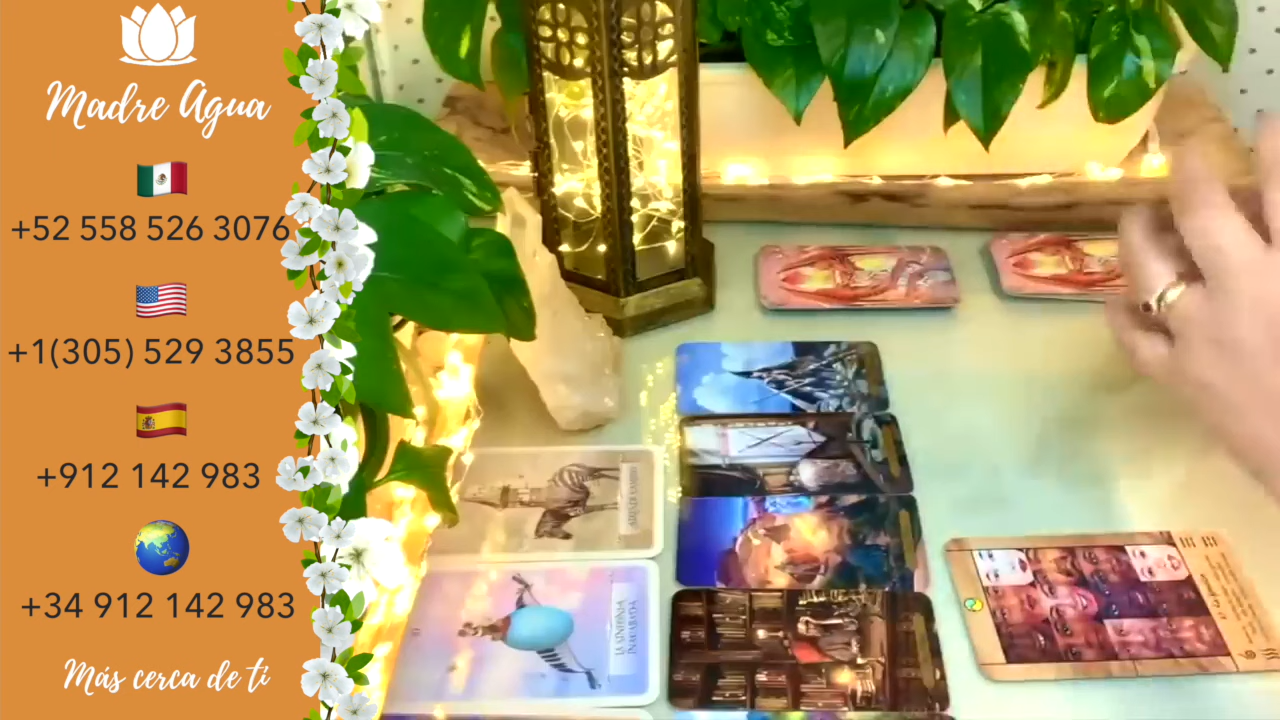 Madre Agua
+52 558 526 3076
+1(305) 529 3855
+912 142 983
+34 912 142 983
Más cerca de ti
LA SINFONÍA
INACABADA